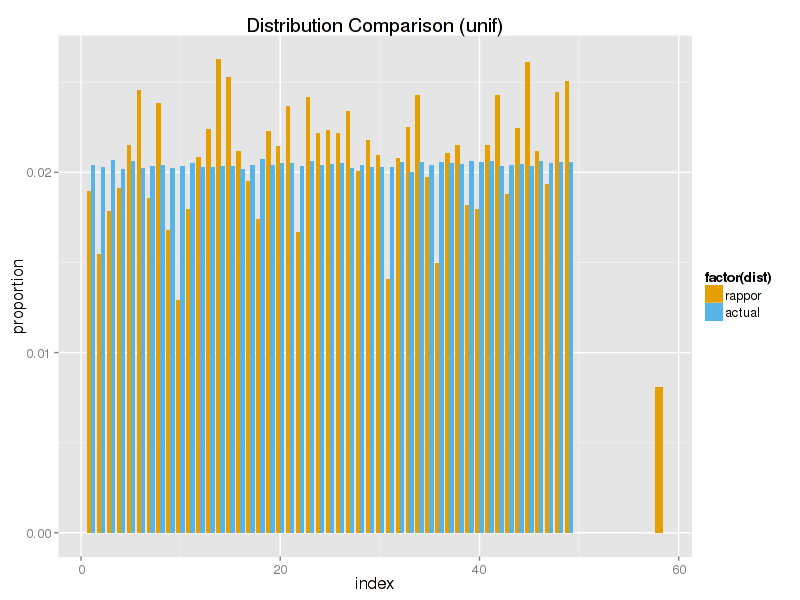 Distribution Comparison (unif)
proportion
0.02
0.01
0.00
0
20
40
60
index
factor(dist)
rappor
actual